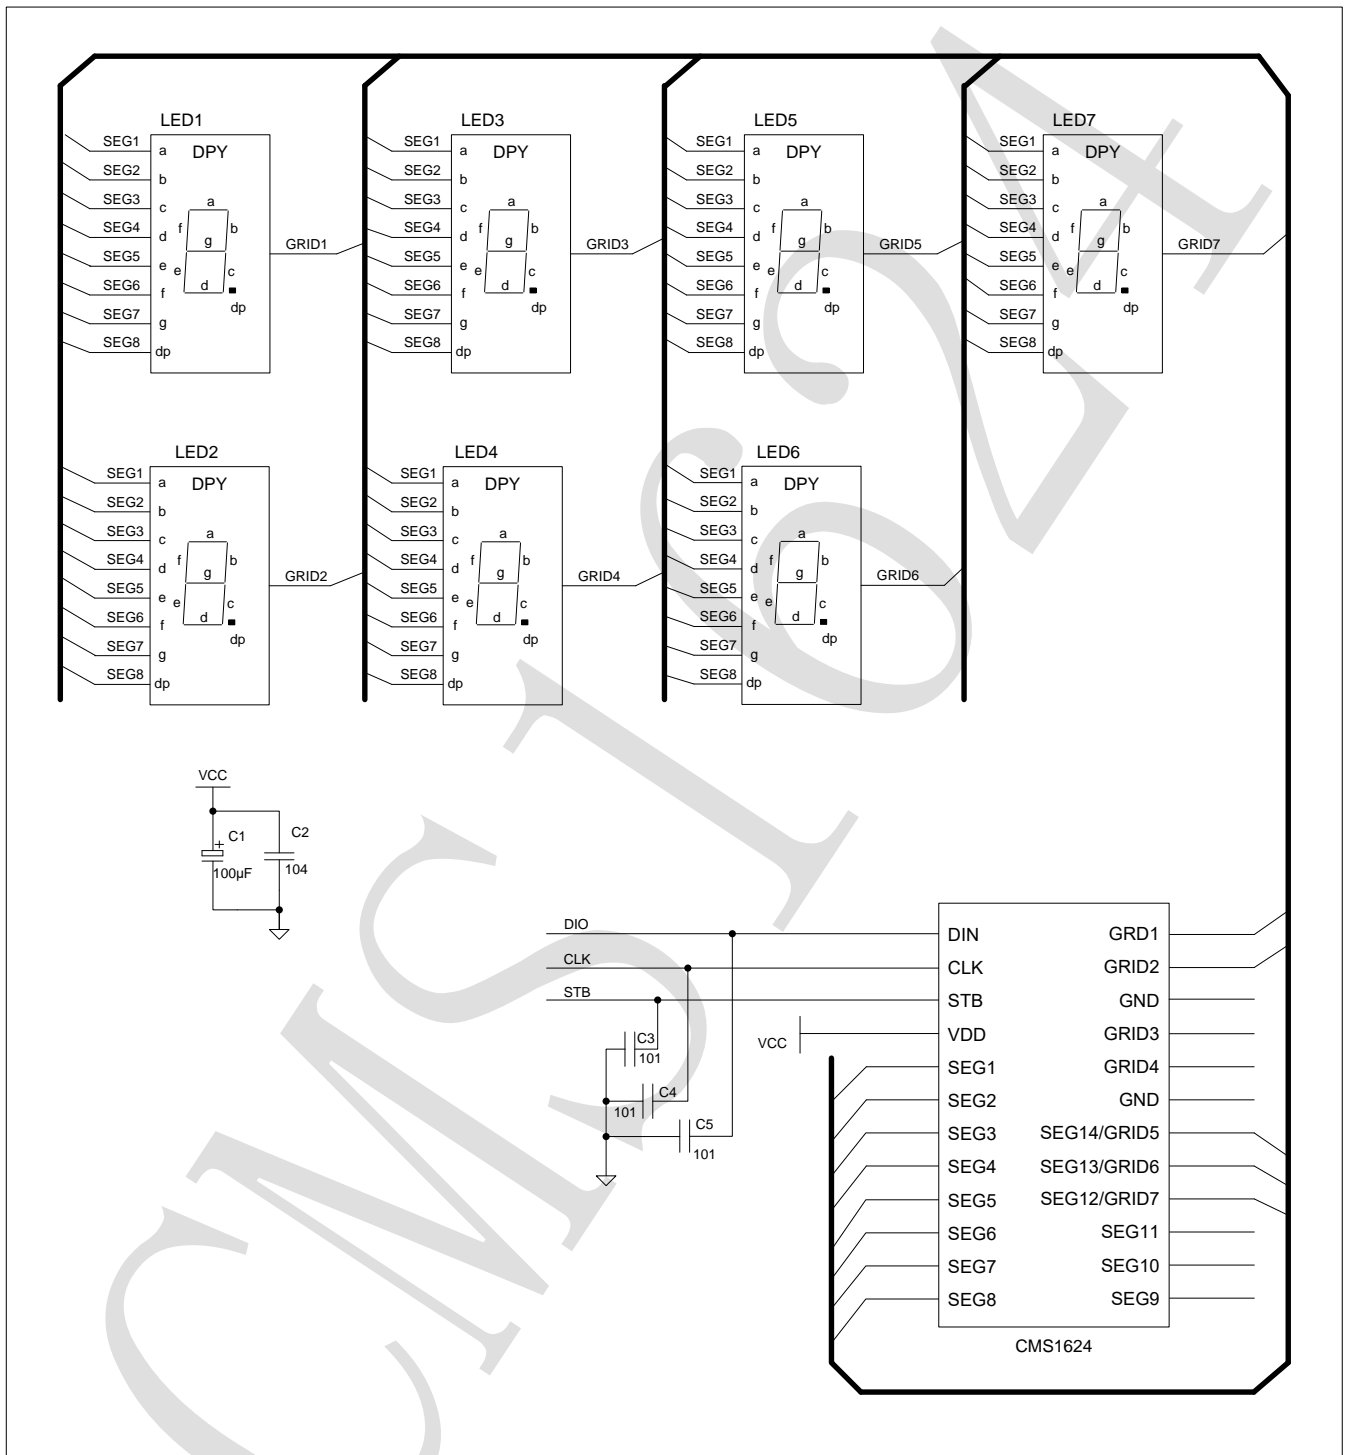 LED1
SEG1 a DPY
SEG2 b
SEG3 c a
SEG4 d f b
g
SEG5 e e c
SEG6 f d
SEG7 g dp
SEG8 dp
GRID1
LED3
SEG1 a DPY
SEG2 b
SEG3 c a
SEG4 d f b
g
SEG5 e e c
SEG6 f d
SEG7 g dp
SEG8 dp
GRID3
LED5
SEG1 a DPY
SEG2 b
SEG3 c a
SEG4 d f b
g
SEG5 e e c
SEG6 f d
SEG7 g dp
SEG8 dp
GRID5
LED7
SEG1 a DPY
SEG2 b
SEG3 c a
SEG4 d f b
g
SEG5 e e c
SEG6 f d
SEG7 g dp
SEG8 dp
GRID7
LED2
SEG1 a DPY
SEG2 b
SEG3 c a
SEG4 d f b
g
SEG5 e e c
SEG6 f d
SEG7 g dp
SEG8 dp
GRID2
LED4
SEG1 a DPY
SEG2 b
SEG3 c a
SEG4 d f b
g
SEG5 e e c
SEG6 f d
SEG7 g dp
SEG8 dp
GRID4
LED6
SEG1 a DPY
SEG2 b
SEG3 c a
SEG4 d f b
g
SEG5 e e c
SEG6 f d
SEG7 g dp
SEG8 dp
GRID6
VCC
+ C1
100µF
C2
104
DIO
CLK
STB
C3
101
C4
101
C5
101
VCC
DIN GRD1
CLK GRID2
STB GND
VDD GRID3
SEG1 GRID4
SEG2 GND
SEG3 SEG14/GRID5
SEG4 SEG13/GRID6
SEG5 SEG12/GRID7
SEG6 SEG11
SEG7 SEG10
SEG8 SEG9
CMS1624
CMS1624